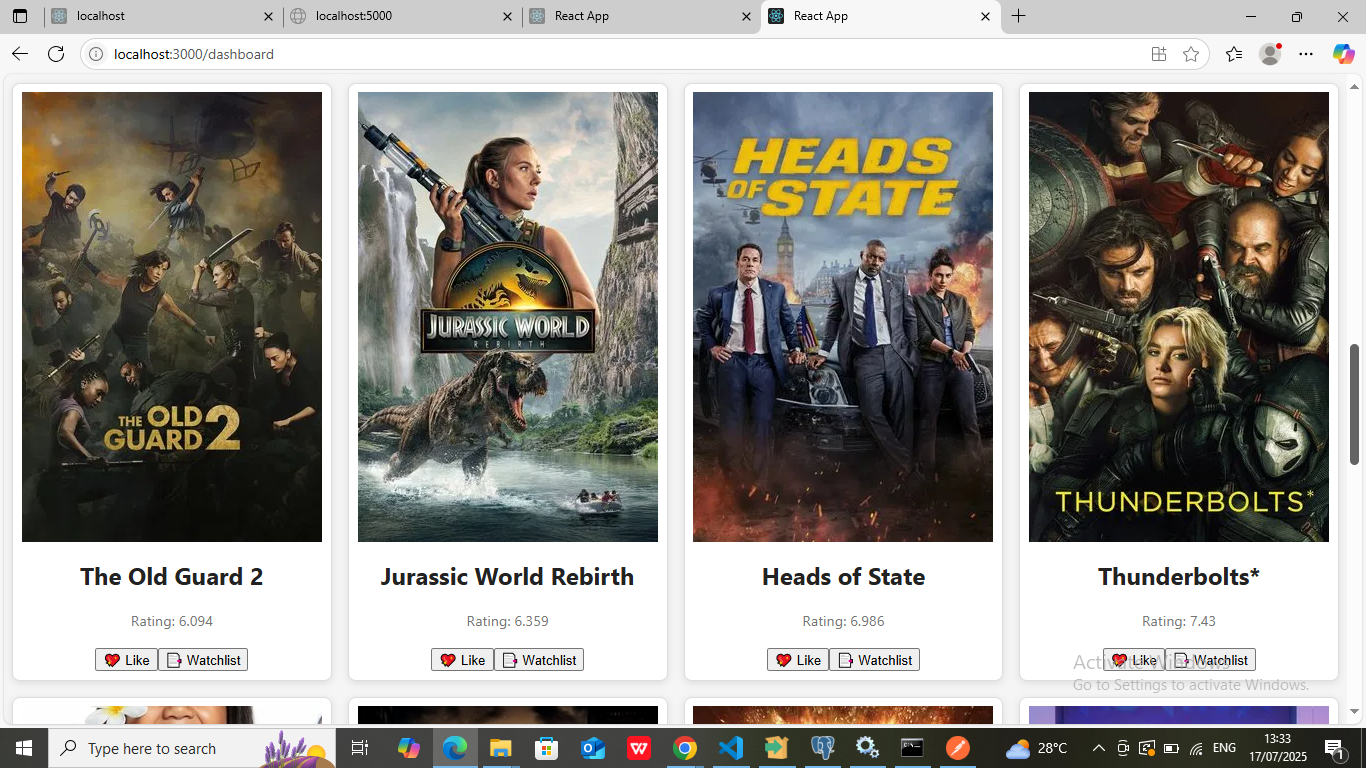 localhost
localhost:5000
React App
React App
localhost:3000/dashboard
HEADS
OF STATE
JURASSIC WORLD
REBIRTH
THE OLD
GUARD 2
THUNDERBOLTS*
The Old Guard 2
Jurassic World Rebirth
Heads of State
Thunderbolts*
Rating: 6.094
Rating: 6.359
Rating: 6.986
Rating: 7.43
Like
Watchlist
Like
Watchlist
Like
Watchlist
Like
Watchlist
Activate Windows
Go to Settings to activate Windows.
Type here to search
28°C
ENG
13:33
17/07/2025
1